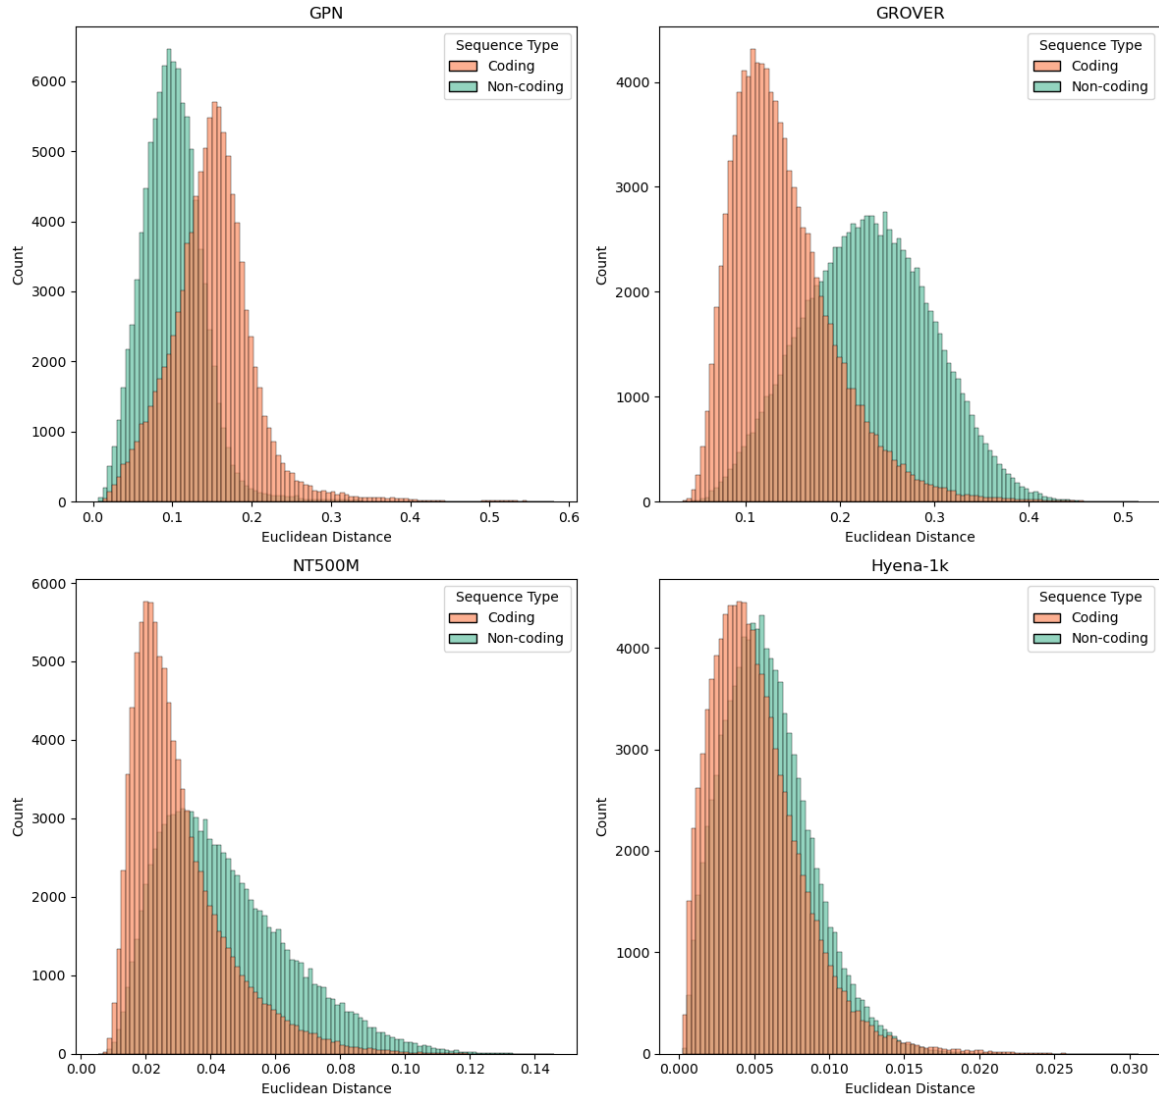 GPN
Sequence Type
Coding
Non-coding
Count
6000
5000
4000
3000
2000
1000
0
0.0 0.1 0.2 0.3 0.4 0.5 0.6
Euclidean Distance
GROVER
Sequence Type
Coding
Non-coding
Count
4000
3000
2000
1000
0
0.1 0.2 0.3 0.4 0.5
Euclidean Distance
NT500M
Sequence Type
Coding
Non-coding
Count
6000
5000
4000
3000
2000
1000
0
0.00 0.02 0.04 0.06 0.08 0.10 0.12 0.14
Euclidean Distance
Hyena-1k
Sequence Type
Coding
Non-coding
Count
4000
3000
2000
1000
0
0.000 0.005 0.010 0.015 0.020 0.025 0.030
Euclidean Distance